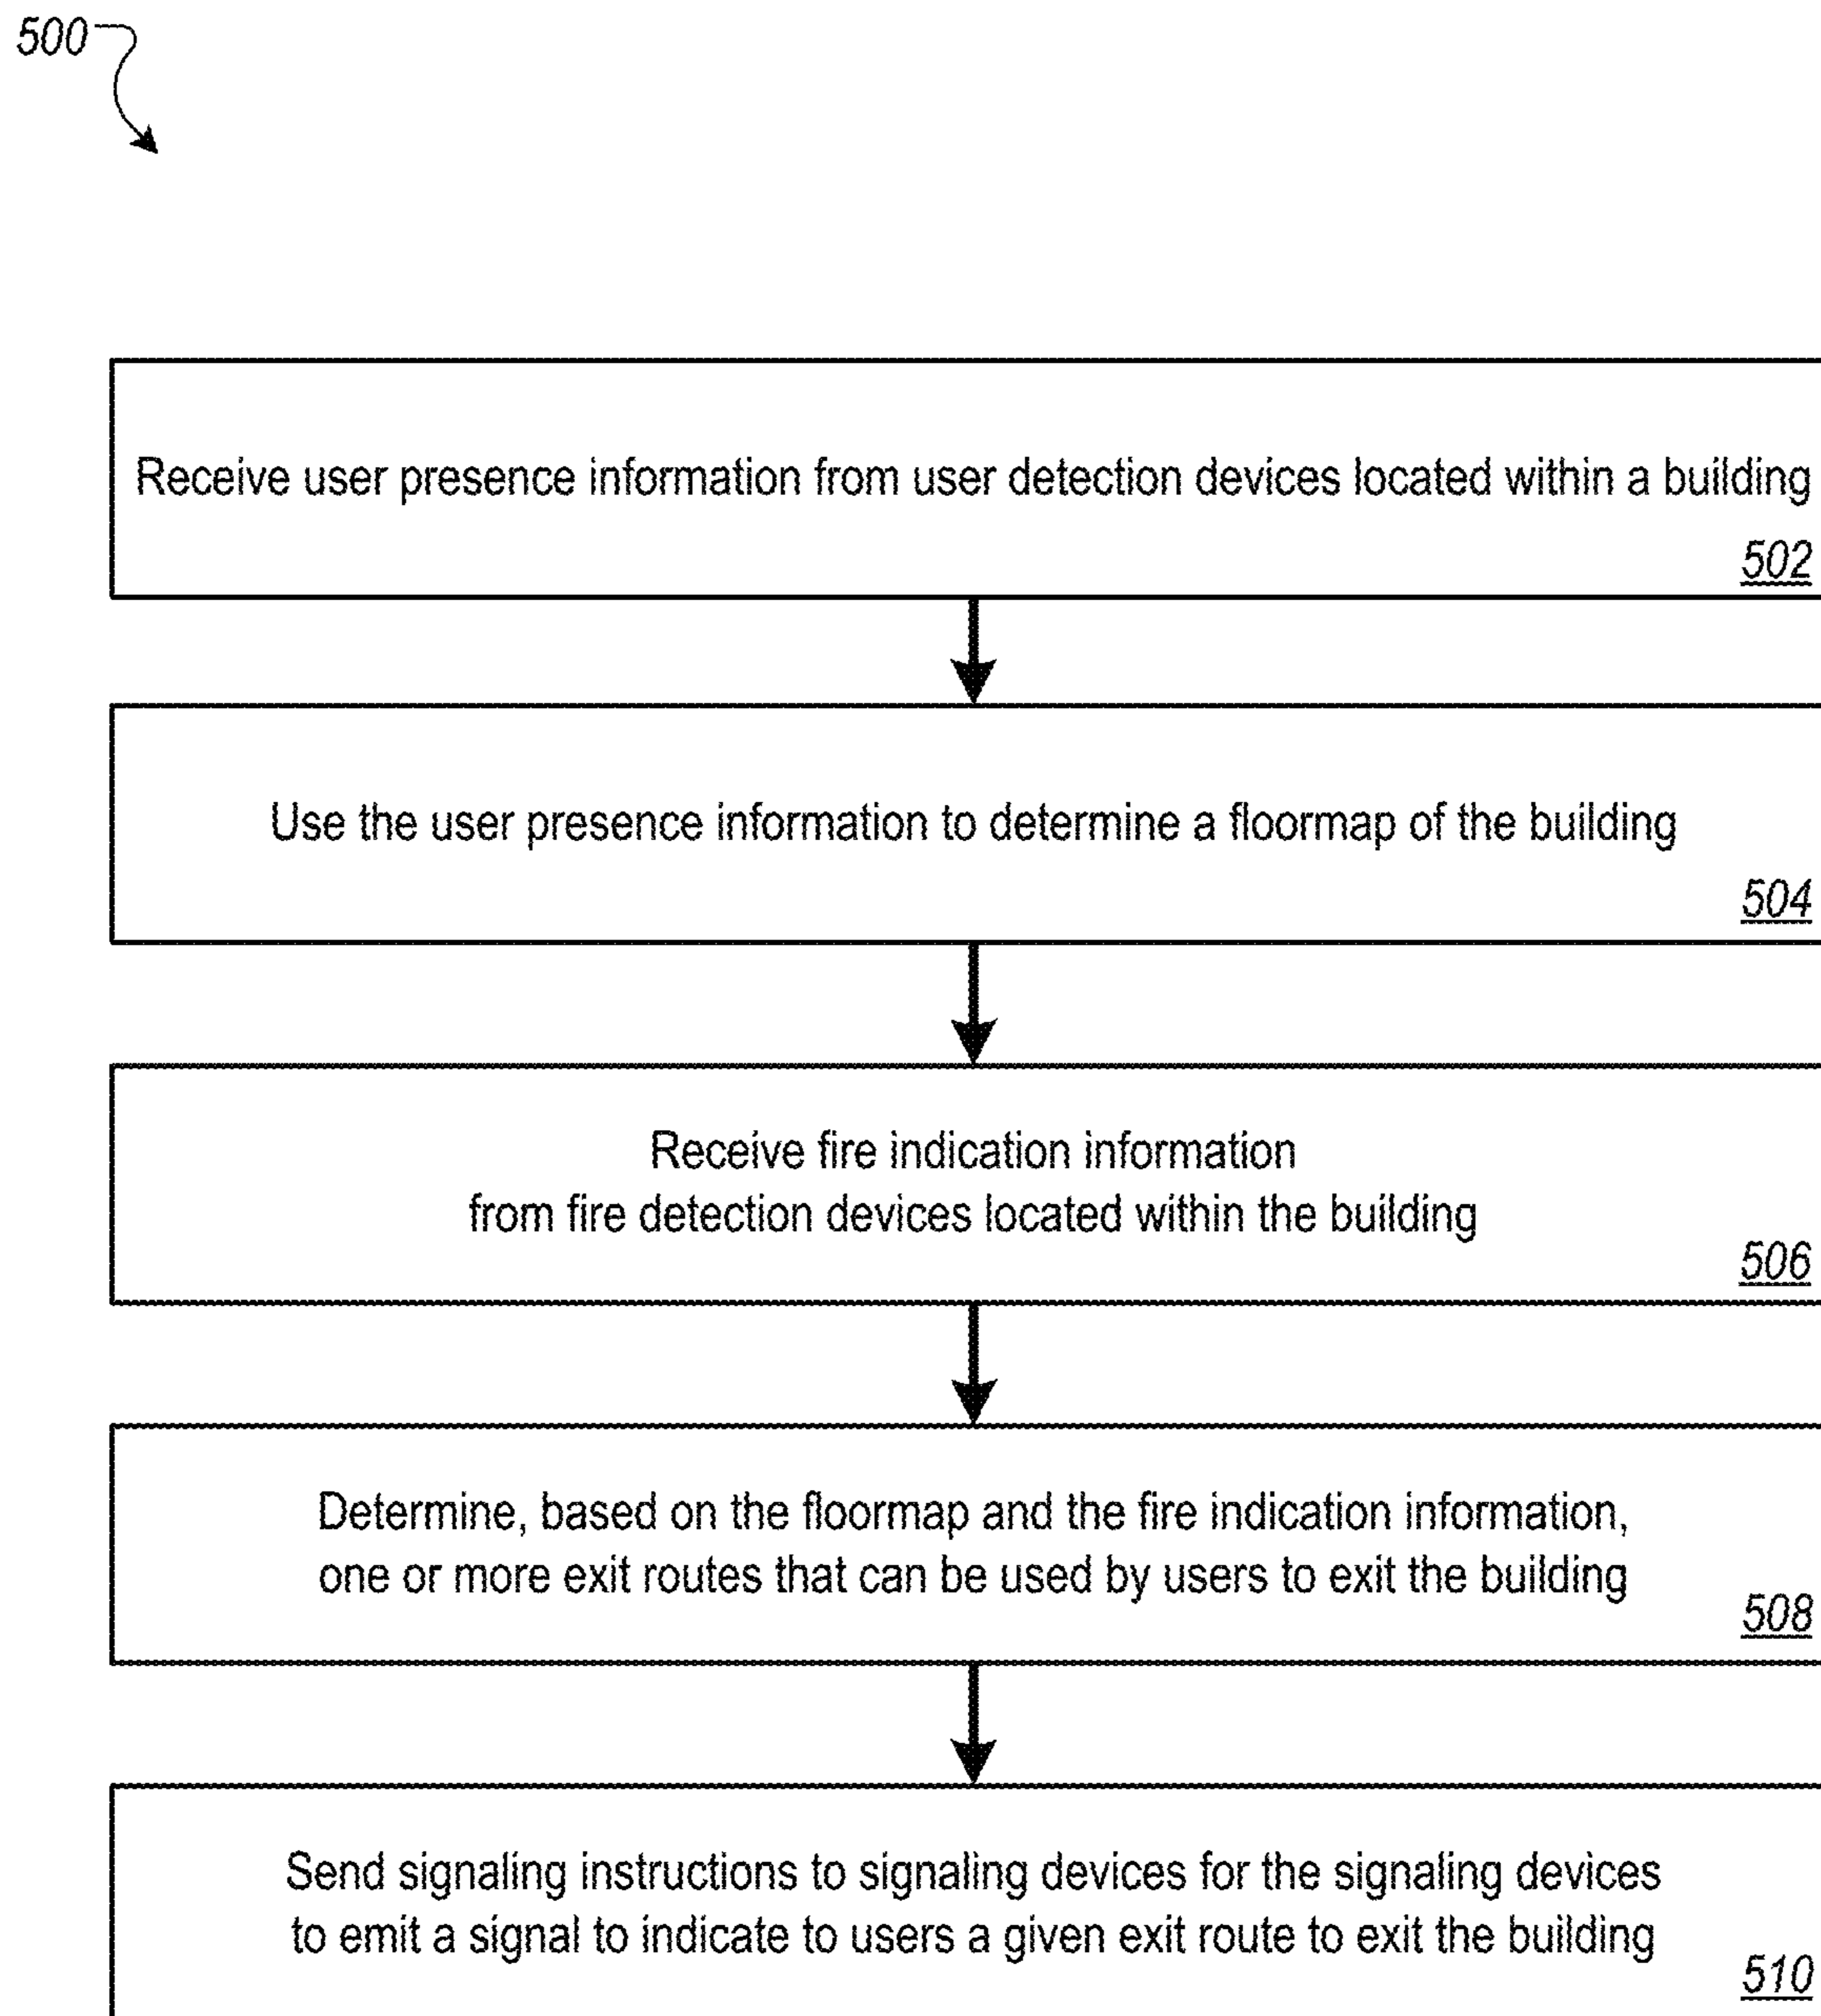 500
Receive user presence information from user detection devices located within a building
502
Use the user presence information to determine a floormap of the building
504
Receive fire indication information
from fire detection devices located within the building
506
Determine, based on the floormap and the fire indication information,
one or more exit routes that can be used by users to exit the building
508
Send signaling instructions to signaling devices for the signaling devices
to emit a signal to indicate to users a given exit route to exit the building
510